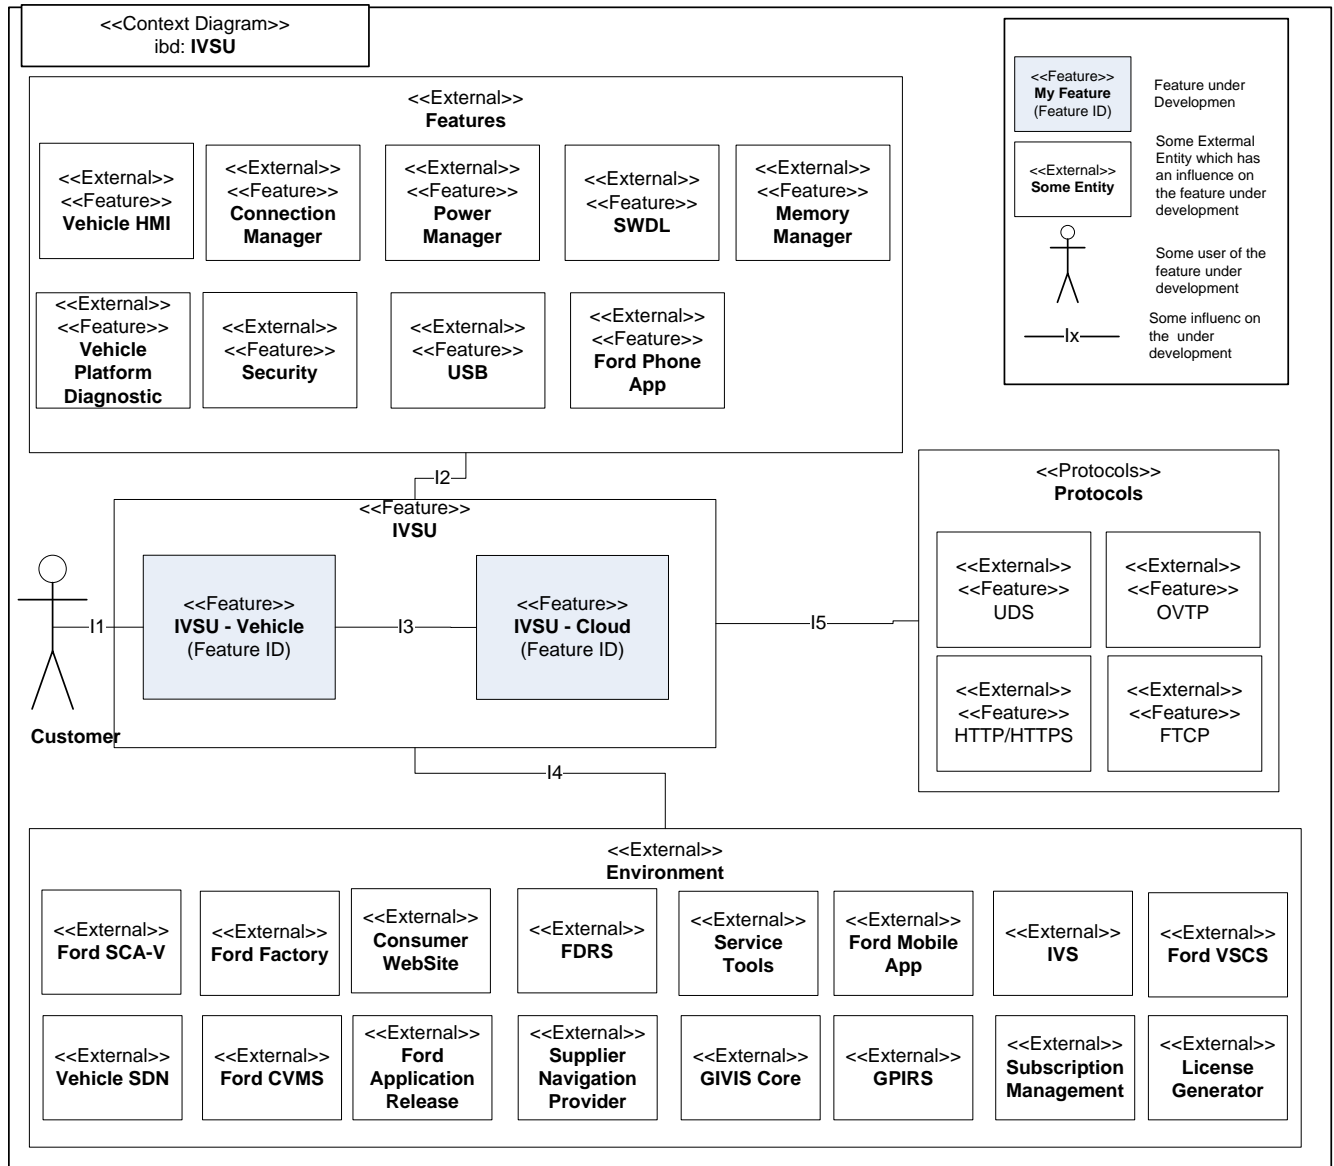 <<Context Diagram>>
ibd: IVSU
<<Feature>>
My Feature
(Feature ID)
Feature under
Developmen
<<External>>
Some Entity
Some Extermal
Entity which has
an influence on
the feature under
development
Some user of the
feature under
development
Ix
Some influenc on
the under
development
<<External>>
Features
<<External>>
<<Feature>>
Vehicle HMI
<<External>>
<<Feature>>
Connection
Manager
<<External>>
<<Feature>>
Power
Manager
<<External>>
<<Feature>>
SWDL
<<External>>
<<Feature>>
Memory
Manager
<<External>>
<<Feature>>
Vehicle
Platform
Diagnostic
<<External>>
<<Feature>>
Security
<<External>>
<<Feature>>
USB
<<External>>
<<Feature>>
Ford Phone
App
I2
<<Feature>>
IVSU
Customer
I1
<<Feature>>
IVSU - Vehicle
(Feature ID)
I3
<<Feature>>
IVSU - Cloud
(Feature ID)
I5
<<Protocols>>
Protocols
<<External>>
<<Feature>>
UDS
<<External>>
<<Feature>>
OVTP
<<External>>
<<Feature>>
HTTP/HTTPS
<<External>>
<<Feature>>
FTCP
I4
<<External>>
Environment
<<External>>
Ford SCA-V
<<External>>
Ford Factory
<<External>>
Consumer
WebSite
<<External>>
FDRS
<<External>>
Service
Tools
<<External>>
Ford Mobile
App
<<External>>
IVS
<<External>>
Ford VSCS
<<External>>
Vehicle SDN
<<External>>
Ford CVMS
<<External>>
Ford
Application
Release
<<External>>
Supplier
Navigation
Provider
<<External>>
GIVIS Core
<<External>>
GPIRS
<<External>>
Subscription
Management
<<External>>
License
Generator